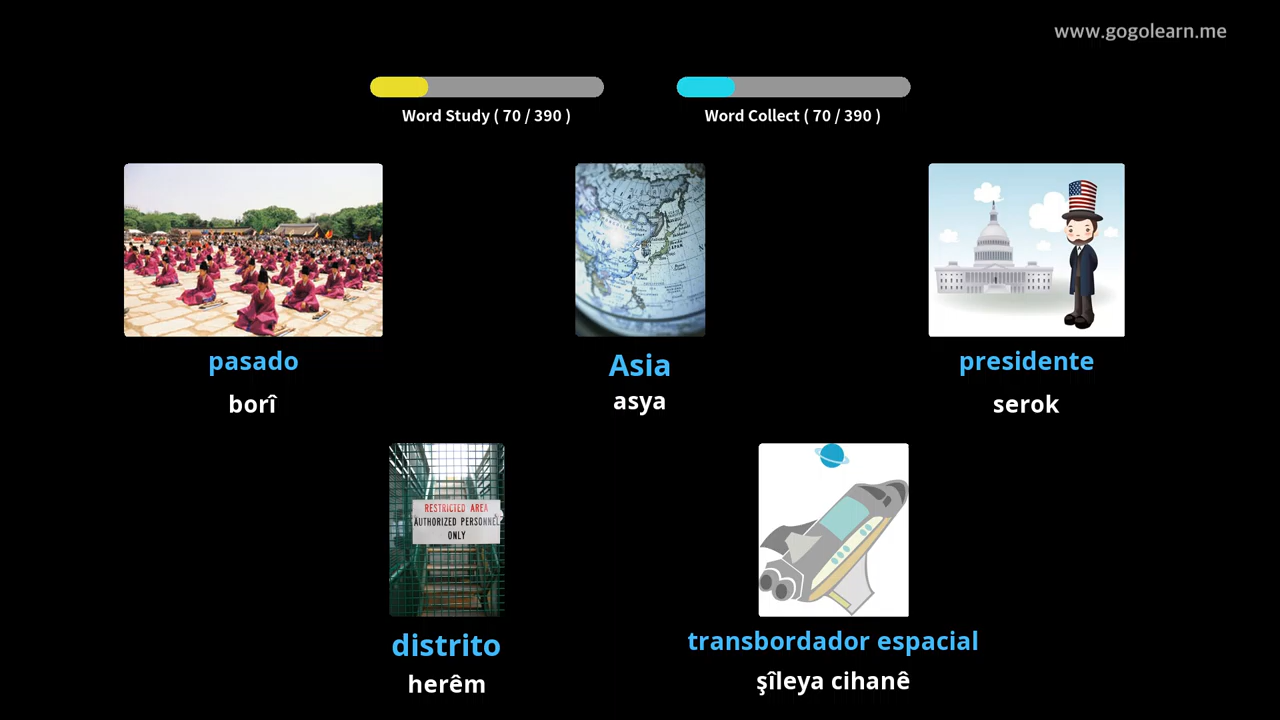 www.gogolearn.me
Word Study ( 70 / 390 )
Word Collect ( 70 / 390 )
pasado
borî
Asia
asya
presidente
serok
RESTRICTED AREA
AUTHORIZED PERSONNEL
ONLY
distrito
herêm
transbordador espacial
şîleya cihanê